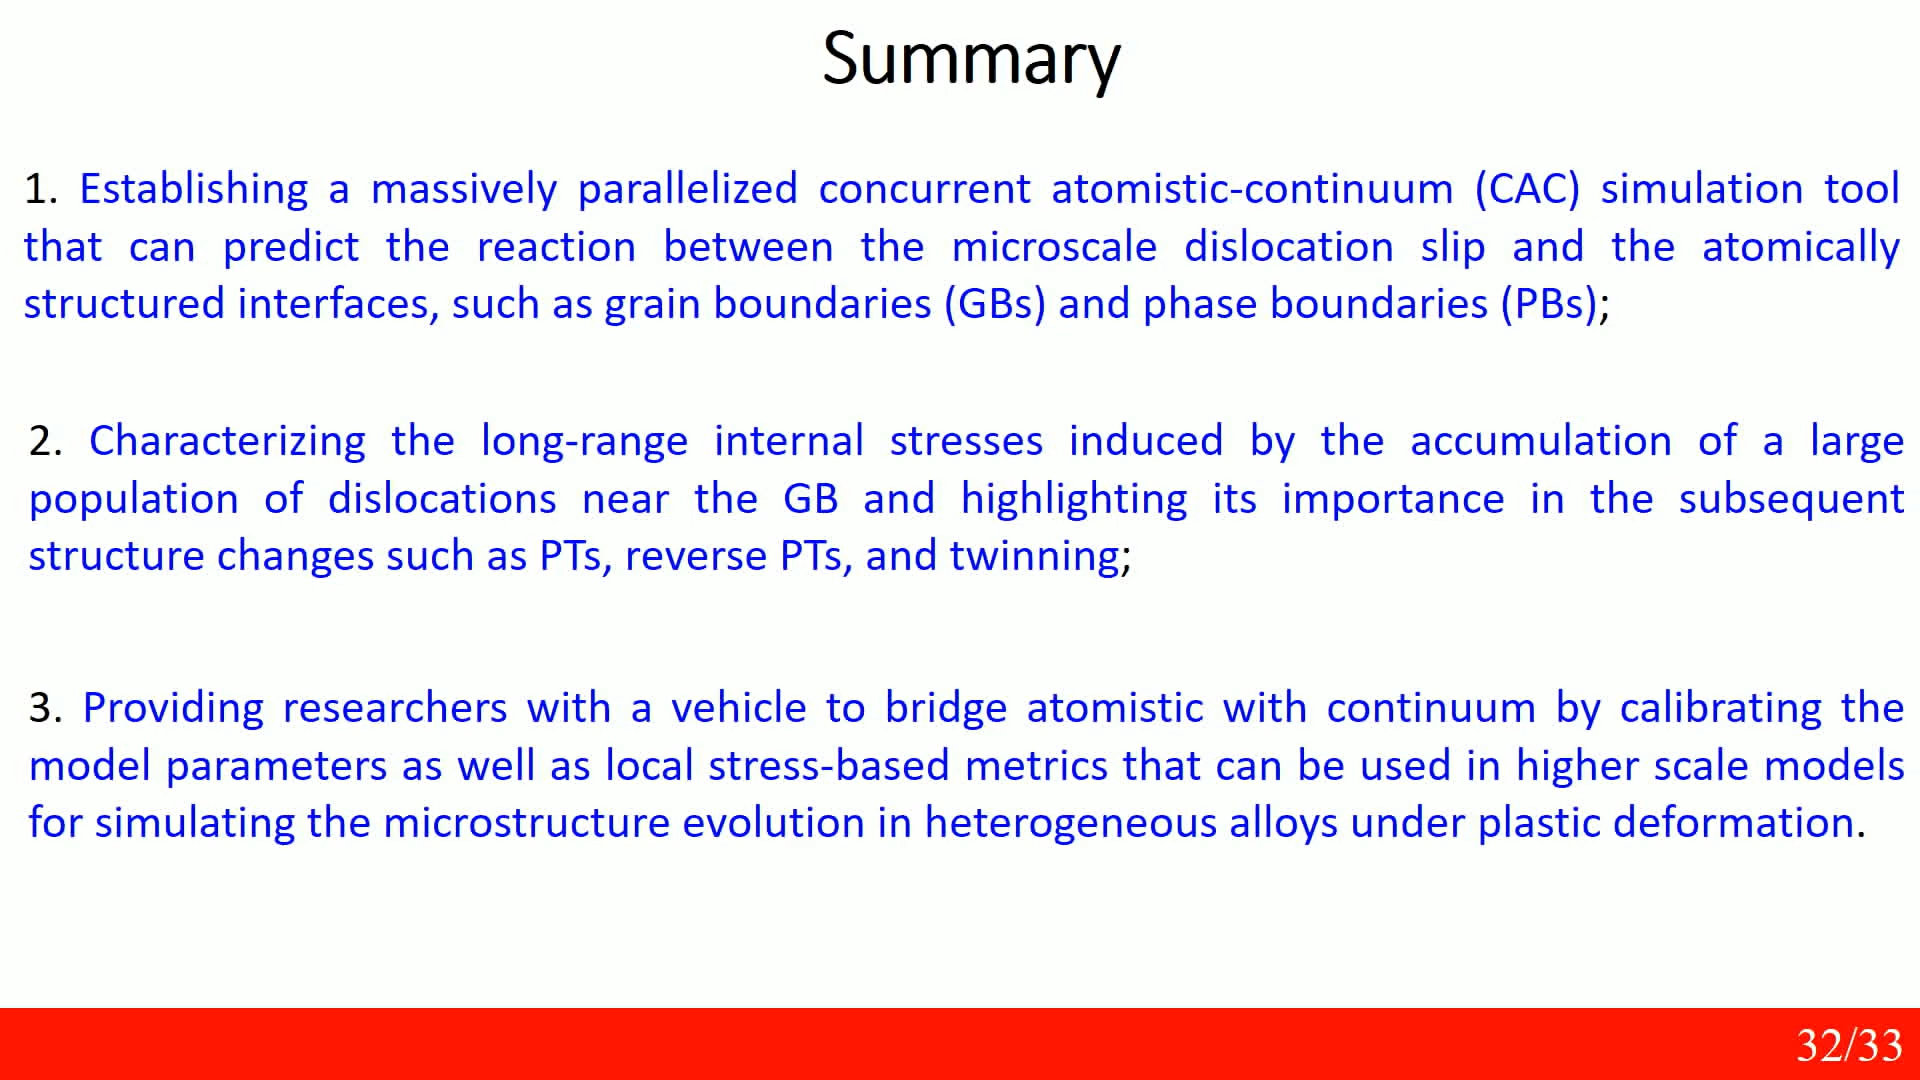 Summary
1. Establishing a massively parallelized concurrent atomistic-continuum (CAC) simulation tool
that can predict the reaction between the microscale dislocation slip and the atomically
structured interfaces, such as grain boundaries (GBs) and phase boundaries (PBs);
2. Characterizing the long-range internal stresses induced by the accumulation of a large
population of dislocations near the GB and highlighting its importance in the subsequent
structure changes such as PTs, reverse PTs, and twinning;
3. Providing researchers with a vehicle to bridge atomistic with continuum by calibrating the
model parameters as well as local stress-based metrics that can be used in higher scale models
for simulating the microstructure evolution in heterogeneous alloys under plastic deformation.
32/33